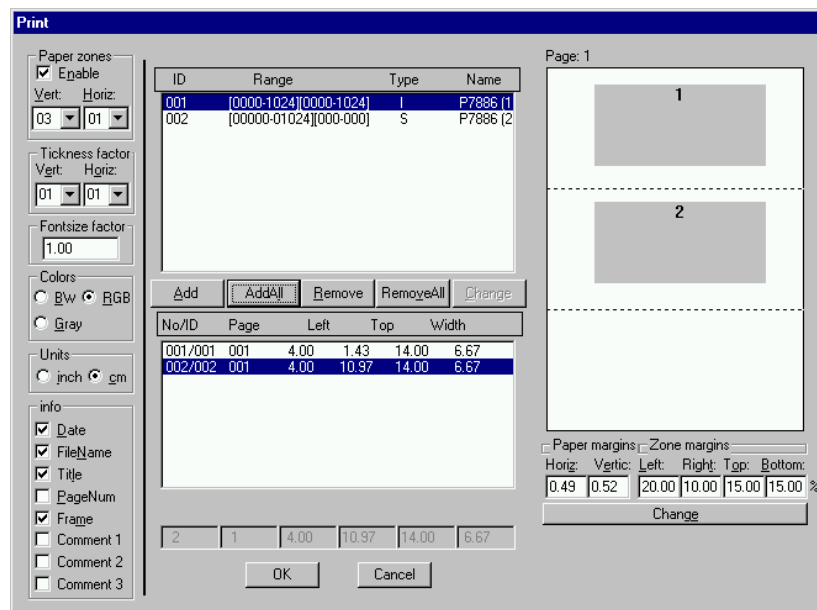 Print
Paper zones
Enable
Vert: Horiz:
03 01
Tickness factor
Vert: Horiz:
01 01
Fontsize factor
1.00
Colors
BW RGB
Gray
Units
inch cm
info
Date
FileName
Title
PageNum
Frame
Comment 1
Comment 2
Comment 3
ID Range Type Name
001 [0000-1024][0000-1024] I P7886 (1
002 [00000-01024][000-000] S P7886 (2
Add AddAll Remove RemoveAll Change
No/ID Page Left Top Width
001/001 001 4.00 1.43 14.00 6.67
002/002 001 4.00 10.97 14.00 6.67
2 1 4.00 10.97 14.00 6.67
OK Cancel
Page: 1
1
2
Paper margins Zone margins
Horiz: Vertic: Left: Right: Top: Bottom:
0.49 0.52 20.00 10.00 15.00 15.00 %
Change